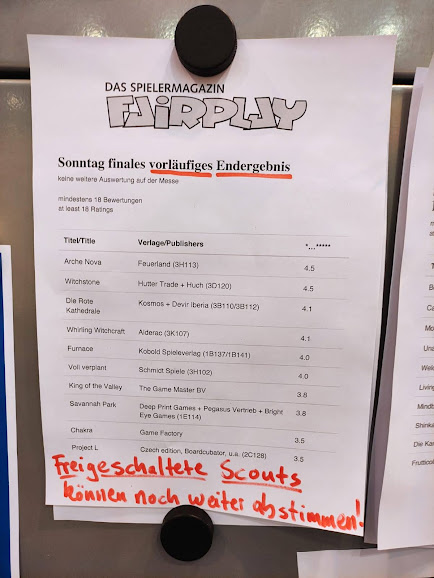 DAS SPIELERMAGAZIN
FAIRPLAY
Sonntag finales vorläufiges Endergebnis
keine weitere Auswertung auf der Messe
mindestens 18 Bewertungen
at least 18 Ratings
Titel/Title Verlage/Publishers *...*****
Arche Nova Feuerland (3H113) 4.5
Witchstone Hutter Trade + Huch (3D120) 4.5
Die Rote Kosmos + Devir Iberia (3B110/3B112) 4.1
Kathedrale
Whirling Witchcraft Alderac (3K107) 4.1
Furnace Kobold Spieleverlag (1B137/1B141) 4.0
Voll verplant Schmidt Spiele (3H102) 4.0
King of the Valley The Game Master BV 3.8
Savannah Park Deep Print Games + Pegasus Vertrieb + Bright 3.8
Eye Games (1E114)
Chakra Game Factory 3.5
Project L Czech edition, Boardcubator, u.a. (2C128) 3.5
Freigeschaltete Scouts
können noch weiter abstimmen!